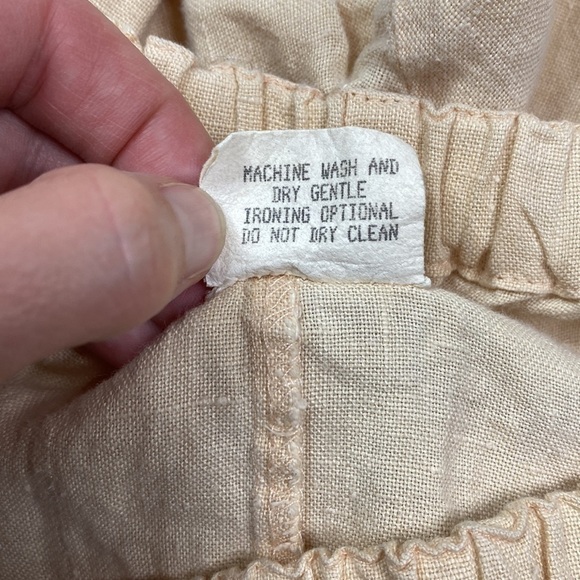 MACHINE WASH AND
DRY GENTLE
IRONING OPTIONAL
DO NOT DRY CLEAN